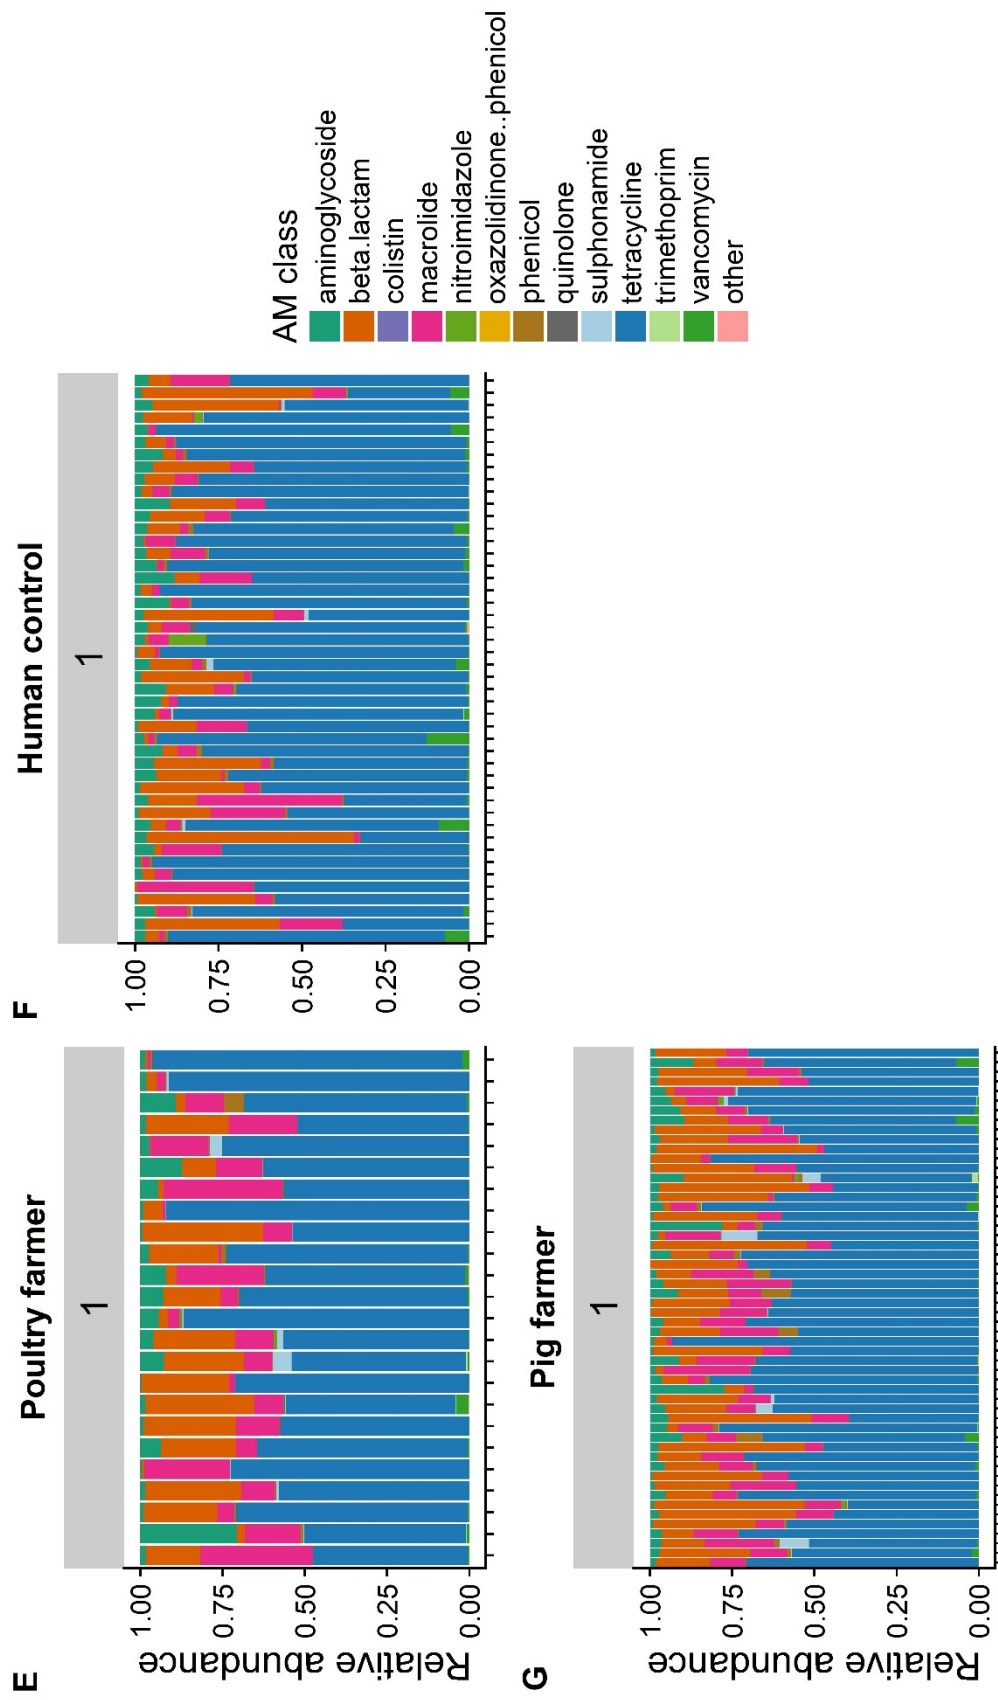 E
Poultry farmer
1
Relative abundance
1.00
0.75
0.50
0.25
0.00
F
Human control
1
1.00
0.75
0.50
0.25
0.00
AM class
aminoglycoside
beta.lactam
colistin
macrolide
nitroimidazole
oxazolidinone..phenicol
phenicol
quinolone
sulphonamide
tetracycline
trimethoprim
vancomycin
other
G
Pig farmer
1
Relative abundance
1.00
0.75
0.50
0.25
0.00